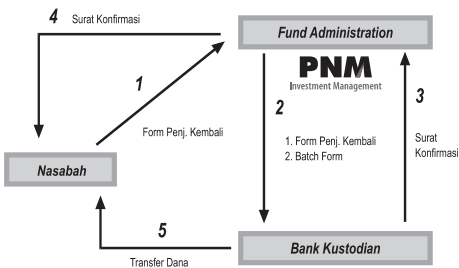 4 Surat Konfirmasi
Fund Administration
PNM
Investment Management
1
Form Penj. Kembali
2
1. Form Penj. Kembali
2. Batch Form
3
Surat
Konfirmasi
Nasabah
5
Transfer Dana
Bank Kustodian